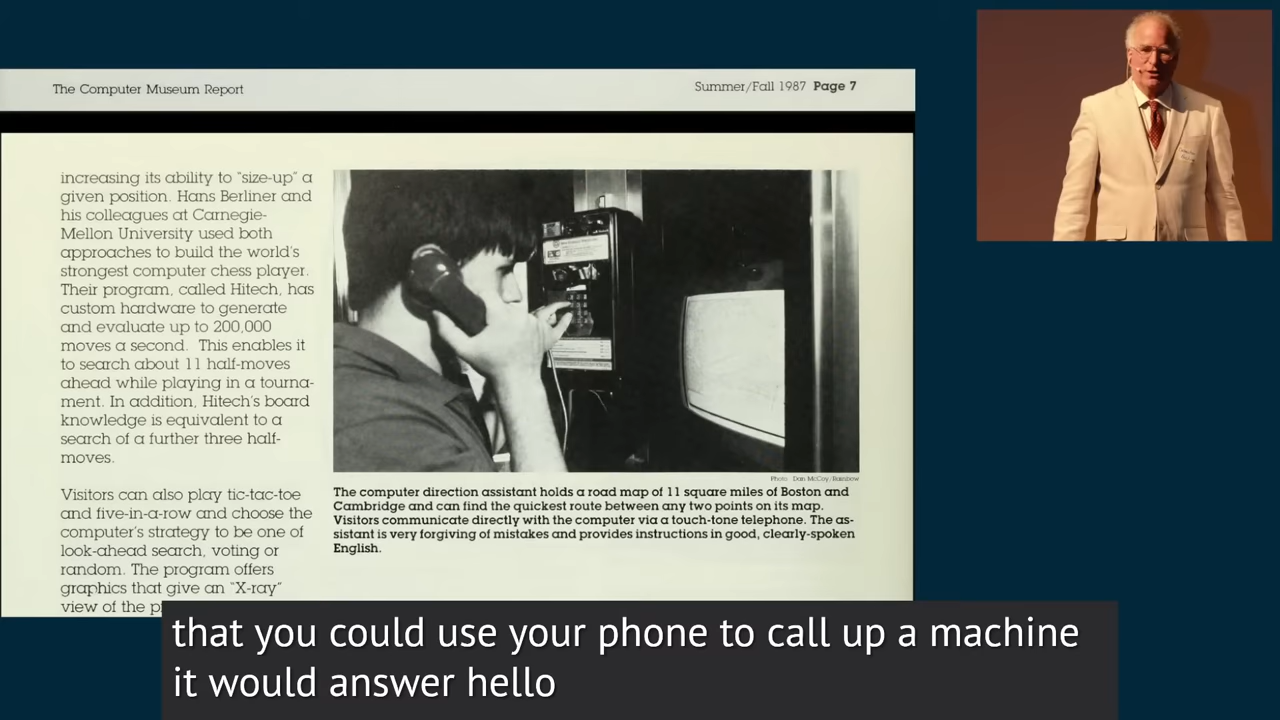 The Computer Museum Report
Summer/Fall 1987 Page 7
increasing its ability to "size-up" a
given position. Hans Berliner and
his colleagues at Carnegie-
Mellon University used both
approaches to build the world's
strongest computer chess player.
Their program, called Hitech, has
custom hardware to generate
and evaluate up to 200,000
moves a second. This enables it
to search about 11 half-moves
ahead while playing in a tourna-
ment. In addition, Hitech's board
knowledge is equivalent to a
search of a further three half-
moves.
Visitors can also play tic-tac-toe
and five-in-a-row and choose the
computer's strategy to be one of
look-ahead search, voting or
random. The program offers
graphics that give an "X-ray"
view of the
Photo Dan McCoy/Rainbow
The computer direction assistant holds a road map of 11 square miles of Boston and
Cambridge and can find the quickest route between any two points on its map.
Visitors communicate directly with the computer via a touch-tone telephone. The as-
sistant is very forgiving of mistakes and provides instructions in good, clearly-spoken
English.
that you could use your phone to call up a machine
it would answer hello